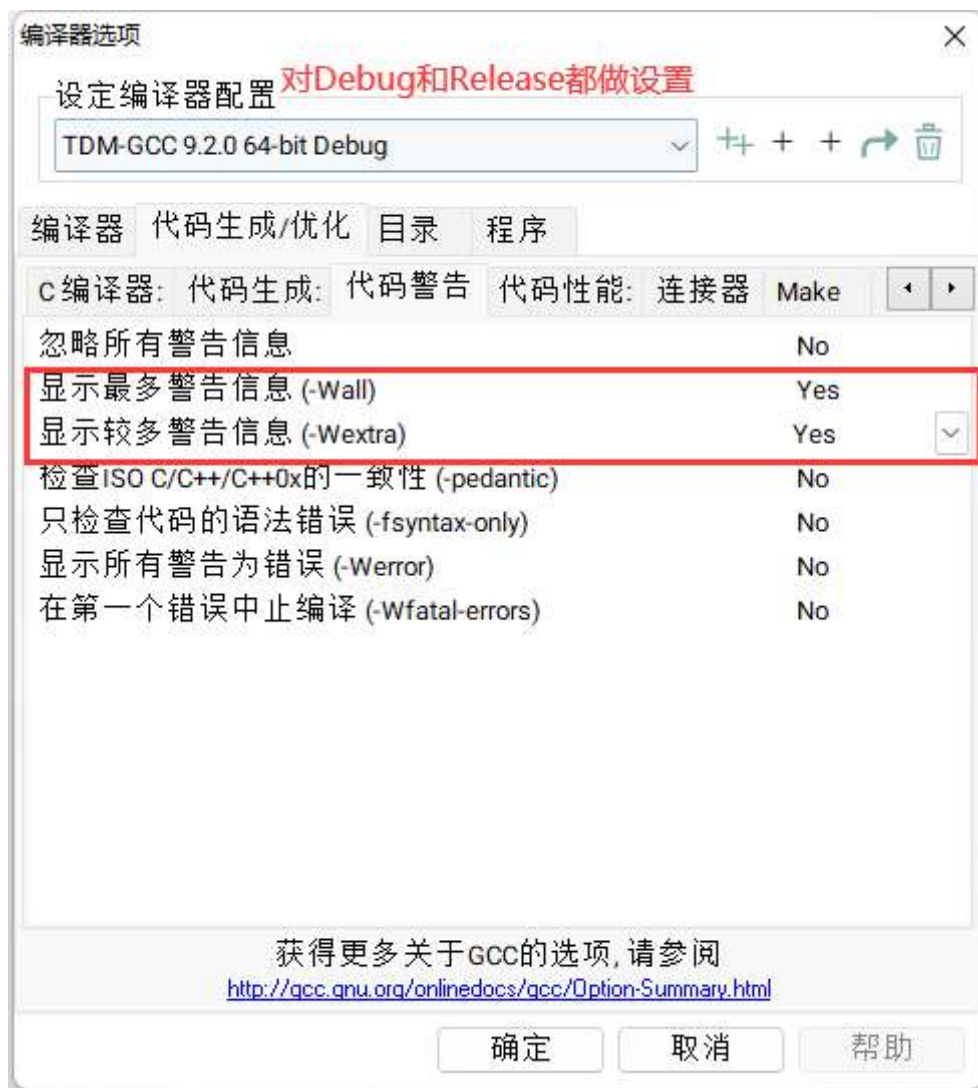 编译器选项
对Debug和Release都做设置
设定编译器配置
TDM-GCC 9.2.0 64-bit Debug
编译器 代码生成/优化 目录 程序
C编译器: 代码生成: 代码警告 代码性能: 连接器 Make
忽略所有警告信息 No
显示最多警告信息 (-Wall) Yes
显示较多警告信息 (-Wextra) Yes
检查ISO C/C++/C++0x的一致性 (-pedantic) No
只检查代码的语法错误 (-fsyntax-only) No
显示所有警告为错误 (-Werror) No
在第一个错误中止编译 (-Wfatal-errors) No
获得更多关于GCC的选项,请参阅
http://gcc.gnu.org/onlinedocs/gcc/Option-Summary.html
确定 取消 帮助